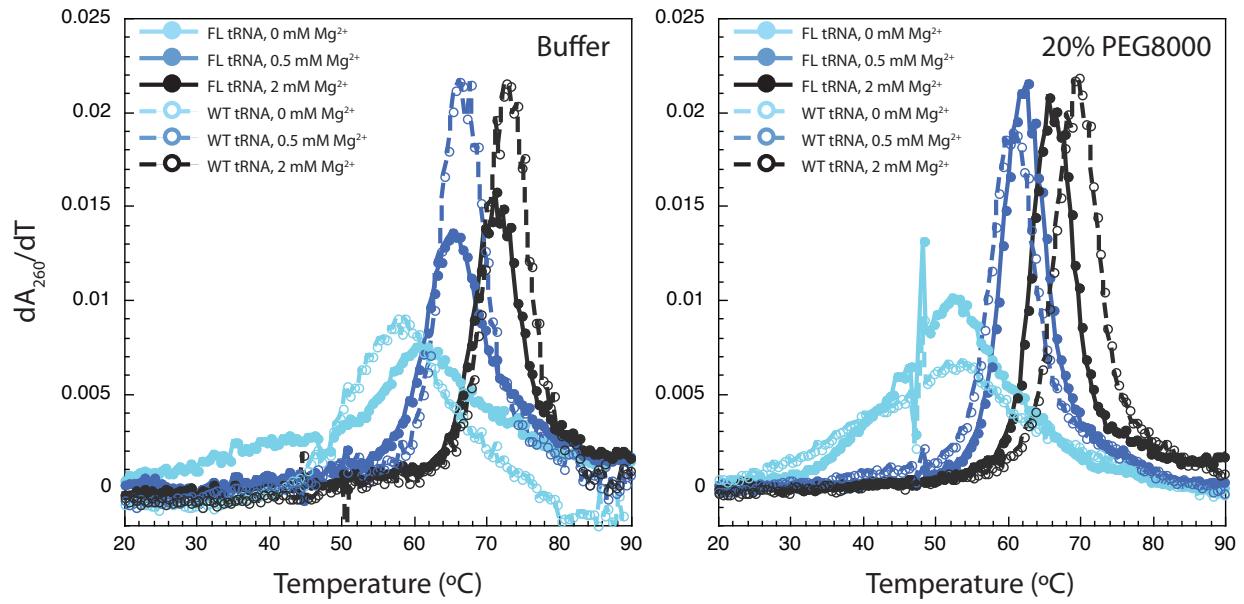 0.025
0.02
0.015
0.01
0.005
0
dA₂₆₀/dT
FL tRNA, 0 mM Mg²⁺
FL tRNA, 0.5 mM Mg²⁺
FL tRNA, 2 mM Mg²⁺
WT tRNA, 0 mM Mg²⁺
WT tRNA, 0.5 mM Mg²⁺
WT tRNA, 2 mM Mg²⁺
Buffer
20 30 40 50 60 70 80 90
Temperature (ºC)
0.025
0.02
0.015
0.01
0.005
0
FL tRNA, 0 mM Mg²⁺
FL tRNA, 0.5 mM Mg²⁺
FL tRNA, 2 mM Mg²⁺
WT tRNA, 0 mM Mg²⁺
WT tRNA, 0.5 mM Mg²⁺
WT tRNA, 2 mM Mg²⁺
20% PEG8000
20 30 40 50 60 70 80 90
Temperature (ºC)